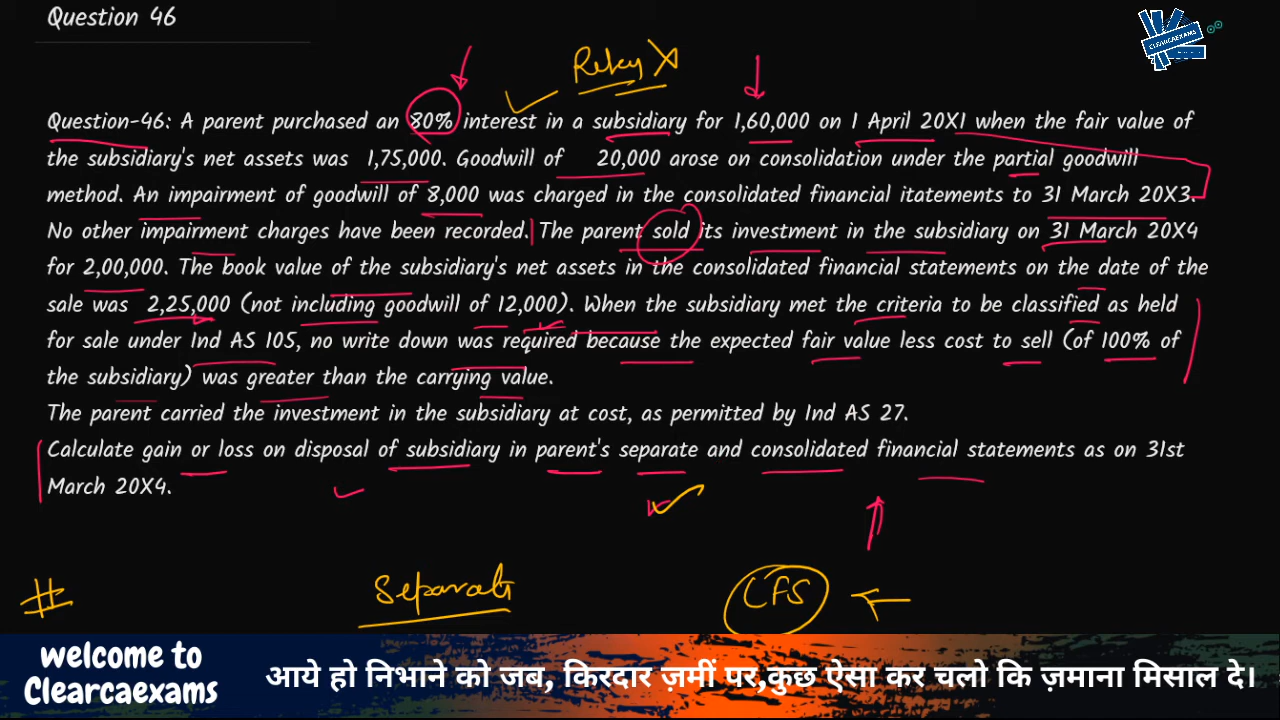 Question 46
CLEARCAEXAMS
Question-46: A parent purchased an 80% interest in a subsidiary for 1,60,000 on 1 April 20X1 when the fair value of
the subsidiary's net assets was 1,75,000. Goodwill of 20,000 arose on consolidation under the partial goodwill
method. An impairment of goodwill of 8,000 was charged in the consolidated financial itatements to 31 March 20X3.
No other impairment charges have been recorded. The parent sold its investment in the subsidiary on 31 March 20X4
for 2,00,000. The book value of the subsidiary's net assets in the consolidated financial statements on the date of the
sale was 2,25,000 (not including goodwill of 12,000). When the subsidiary met the criteria to be classified as held
for sale under Ind AS 105, no write down was required because the expected fair value less cost to sell (of 100% of
the subsidiary) was greater than the carrying value.
The parent carried the investment in the subsidiary at cost, as permitted by Ind AS 27.
Calculate gain or loss on disposal of subsidiary in parent's separate and consolidated financial statements as on 31st
March 20X4.
# Separate CFS
welcome to
Clearcaexams
आये हो निभाने को जब, किरदार ज़मीं पर,कुछ ऐसा कर चलो कि ज़माना मिसाल दे।